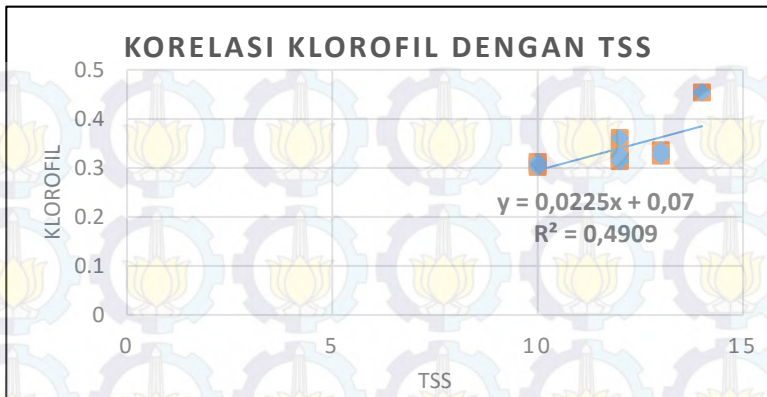 KORELASI KLOROFIL DENGAN TSS
0.5
0.4
0.3
0.2
0.1
0
KLOROFIL
y = 0,0225x + 0,07
R² = 0,4909
0 5 10 15
TSS